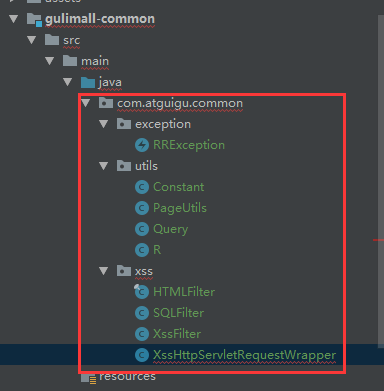 assets
gulimall-common
src
main
java
com.atguigu.common
exception
RRException
utils
Constant
PageUtils
Query
R
xss
HTMLFilter
SQLFilter
XssFilter
XssHttpServletRequestWrapper
resources